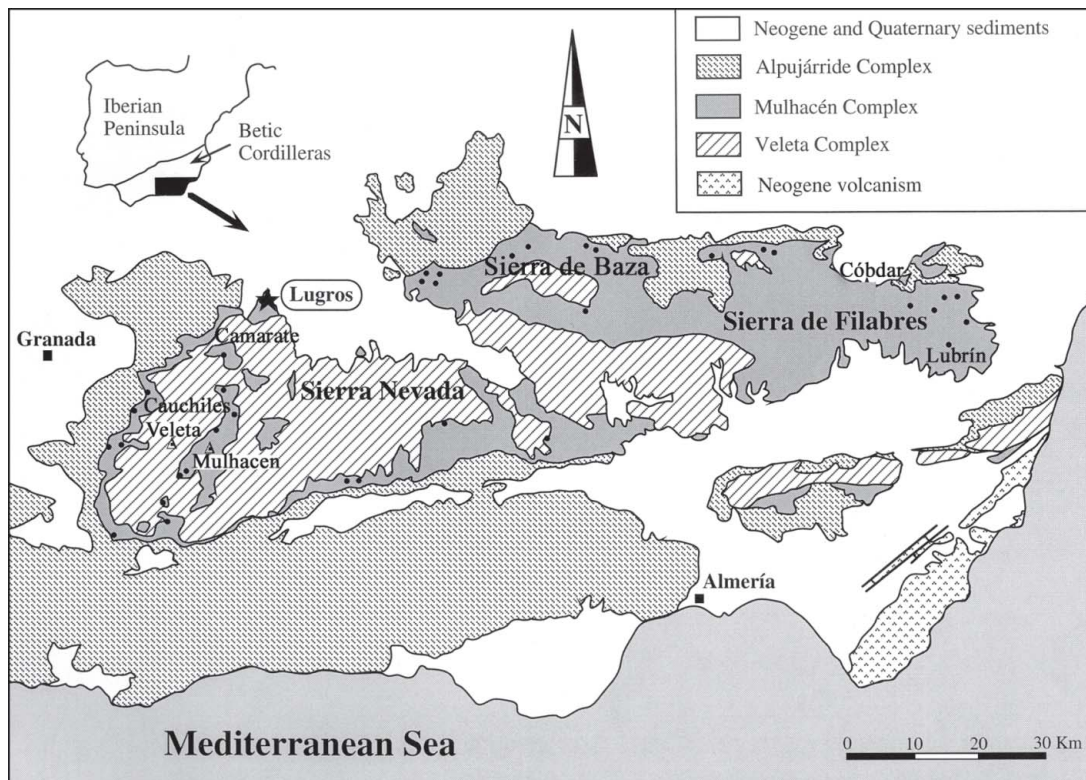 Neogene and Quaternary sediments
Alpujárride Complex
Mulhacén Complex
Veleta Complex
Neogene volcanism
Iberian
Peninsula
Betic
Cordilleras
N
Sierra de Baza
Cóbdar
Lugros
Sierra de Filabres
Granada
Camarate
Lubrín
Sierra Nevada
Cauchiles
Veleta
Mulhacen
Almería
Mediterranean Sea
0 10 20 30 Km